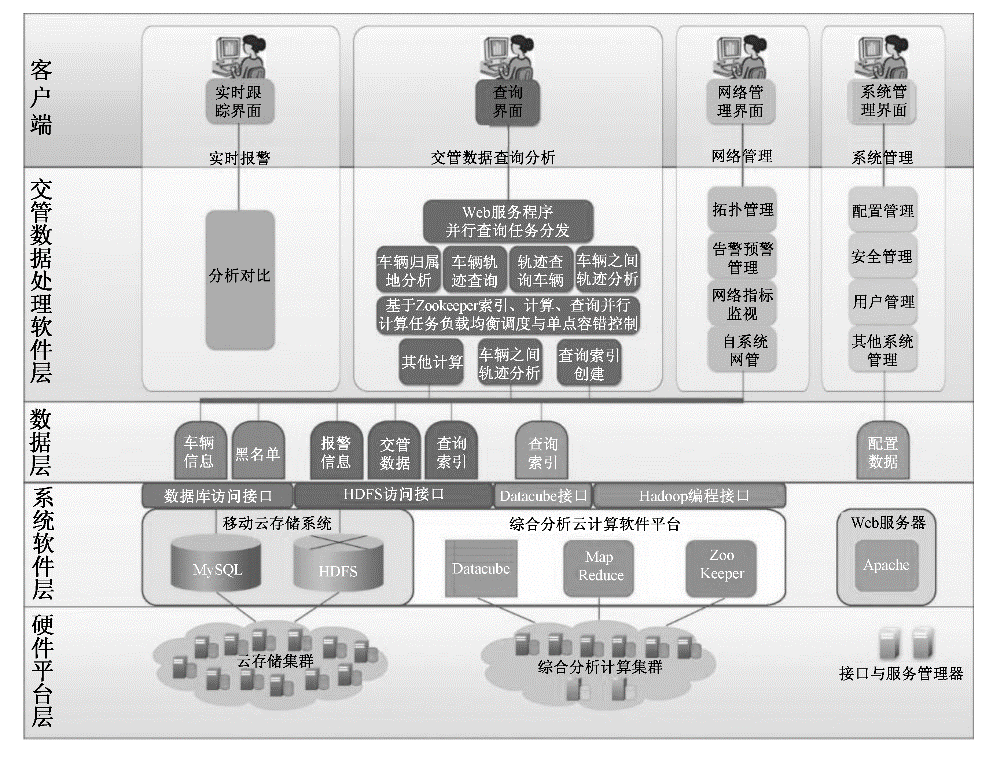 客户端
实时跟
踪界面
查询
界面
网络管
理界面
系统管
理界面
实时报警
交管数据查询分析
网络管理
系统管理
交管数据处理软件层
分析对比
Web服务程序
并行查询任务分发
车辆归属
地分析
车辆轨
迹查询
轨迹查
询车辆
车辆之间
轨迹分析
基于Zookeeper索引、计算、查询并行
计算任务负载均衡调度与单点容错控制
其他计算
车辆之间
轨迹分析
查询索引
创建
拓扑管理
告警预警
管理
网络指标
监视
自系统
网管
配置管理
安全管理
用户管理
其他系统
管理
数据层
车辆
信息
黑名单
报警
信息
交管
数据
查询
索引
查询
索引
配置
数据
系统软件层
数据库访问接口
HDFS访问接口
Datacube接口
Hadoop编程接口
移动云存储系统
MySQL
HDFS
综合分析云计算软件平台
Datacube
Map
Reduce
Zoo
Keeper
Web服务器
Apache
硬件平台层
云存储集群
综合分析计算集群
接口与服务管理器